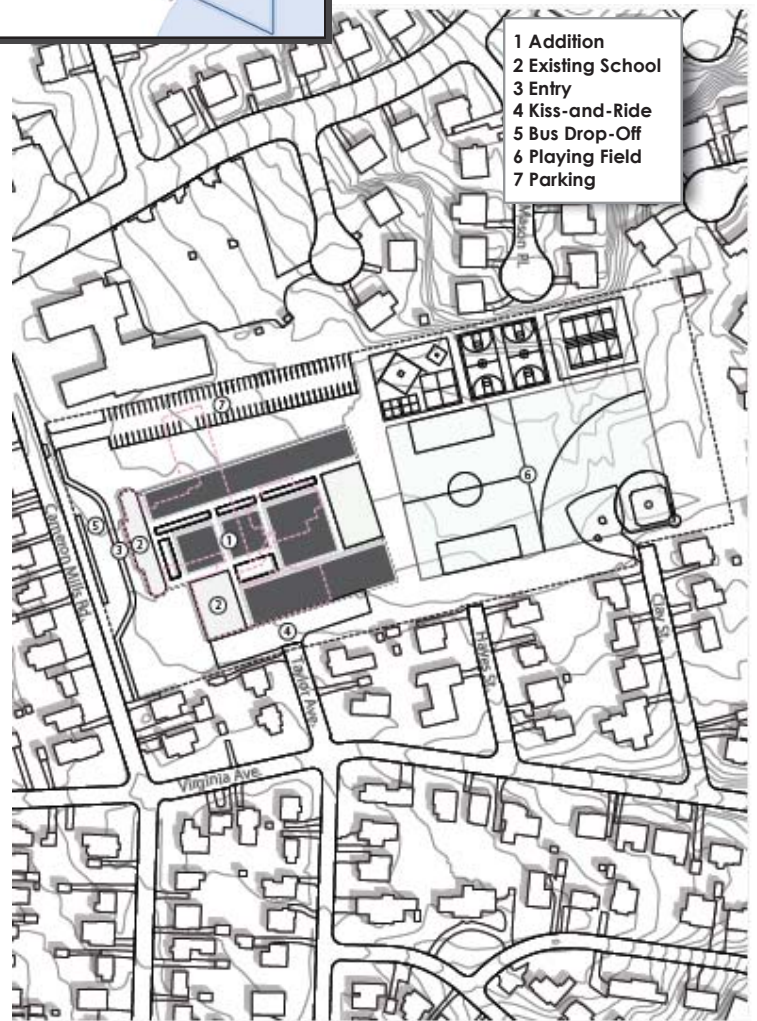 1 Addition
2 Existing School
3 Entry
4 Kiss-and-Ride
5 Bus Drop-Off
6 Playing Field
7 Parking
Mason Pl.
7
6
Cameron Mills Rd.
5
3
2
1
2
4
Taylor Ave.
Hayes St.
Clay St.
Virginia Ave.